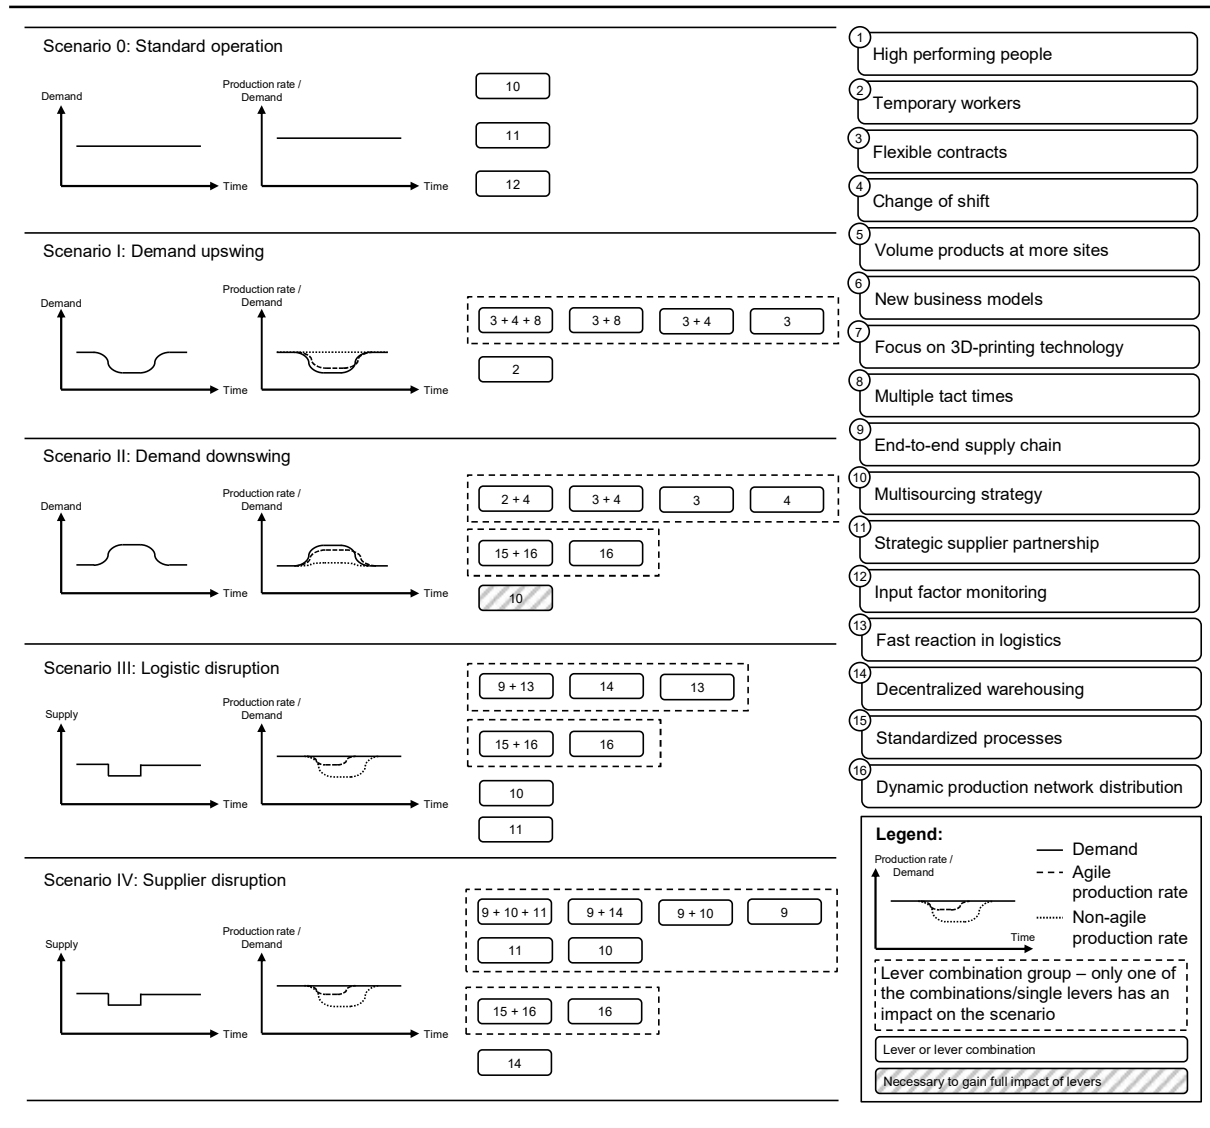 Scenario 0: Standard operation
Demand
Time
Production rate /
Demand
Time
10
11
12
Scenario I: Demand upswing
Demand
Time
Production rate /
Demand
Time
3 + 4 + 8
3 + 8
3 + 4
3
2
Scenario II: Demand downswing
Demand
Time
Production rate /
Demand
Time
2 + 4
3 + 4
3
4
15 + 16
16
10
Scenario III: Logistic disruption
Supply
Time
Production rate /
Demand
Time
9 + 13
14
13
15 + 16
16
10
11
Scenario IV: Supplier disruption
Supply
Time
Production rate /
Demand
Time
9 + 10 + 11
9 + 14
9 + 10
9
11
10
15 + 16
16
14
1
High performing people
2
Temporary workers
3
Flexible contracts
4
Change of shift
5
Volume products at more sites
6
New business models
7
Focus on 3D-printing technology
8
Multiple tact times
9
End-to-end supply chain
10
Multisourcing strategy
11
Strategic supplier partnership
12
Input factor monitoring
13
Fast reaction in logistics
14
Decentralized warehousing
15
Standardized processes
16
Dynamic production network distribution
Legend:
Production rate /
Demand
Time
Demand
Agile
production rate
Non-agile
production rate
Lever combination group – only one of
the combinations/single levers has an
impact on the scenario
Lever or lever combination
Necessary to gain full impact of levers